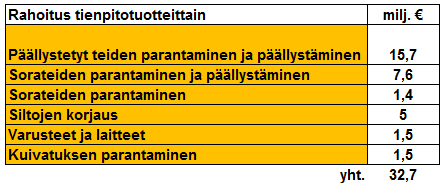 Rahoitus tienpitotuotteittain milj. €
Päällystetyt teiden parantaminen ja päällystäminen 15,7
Sorateiden parantaminen ja päällystäminen 7,6
Sorateiden parantaminen 1,4
Siltojen korjaus 5
Varusteet ja laitteet 1,5
Kuivatuksen parantaminen 1,5
yht. 32,7